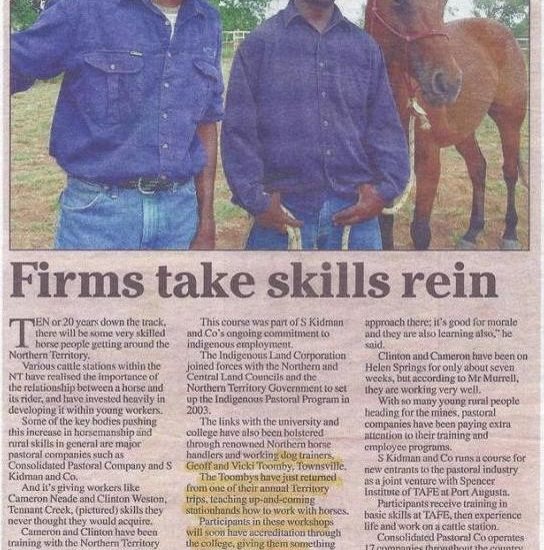 Firms take skills rein
TEN or 20 years down the track,
there will be some very skilled
horse people getting around the
Northern Territory.
Various cattle stations within the
NT have realised the importance of
the relationship between a horse and
its rider, and have invested heavily in
developing it within young workers.
Some of the key bodies pushing
this increase in horsemanship and
rural skills in general are major
pastoral companies such as
Consolidated Pastoral Company and S
Kidman and Co.
And it's giving workers like
Cameron Neade and Clinton Weston,
Tennant Creek, (pictured) skills they
never thought they would acquire.
Cameron and Clinton have been
training with the Northern Territory
This course was part of S Kidman
and Co's ongoing commitment to
indigenous employment.
The Indigenous Land Corporation
joined forces with the Northern and
Central Land Councils and the
Northern Territory Government to set
up the Indigenous Pastoral Program in
2003.
The links with the university and
college have also been bolstered
through renowned Northern horse
handlers and working dog trainers,
Geoff and Vicki Toomby, Townsville.
The Toombys have just returned
from one of their annual Territory
trips, teaching up-and-coming
stationhands how to work with horses.
Participants in these workshops
will soon have accreditation through
the college, giving them something
approach there; it's good for morale
and they are also learning also," he
said.
Clinton and Cameron have been on
Helen Springs for only about seven
weeks, but according to Mr Murrell,
they are working very well.
With so many young rural people
heading for the mines, pastoral
companies have been paying extra
attention to their training and
employee programs.
S Kidman and Co runs a course for
new entrants to the pastoral industry
as a joint venture with Spencer
Institute of TAFE at Port Augusta.
Participants receive training in
basic skills at TAFE, then experience
life and work on a cattle station.
Consolidated Pastoral Co operates
17 companies throughout the country